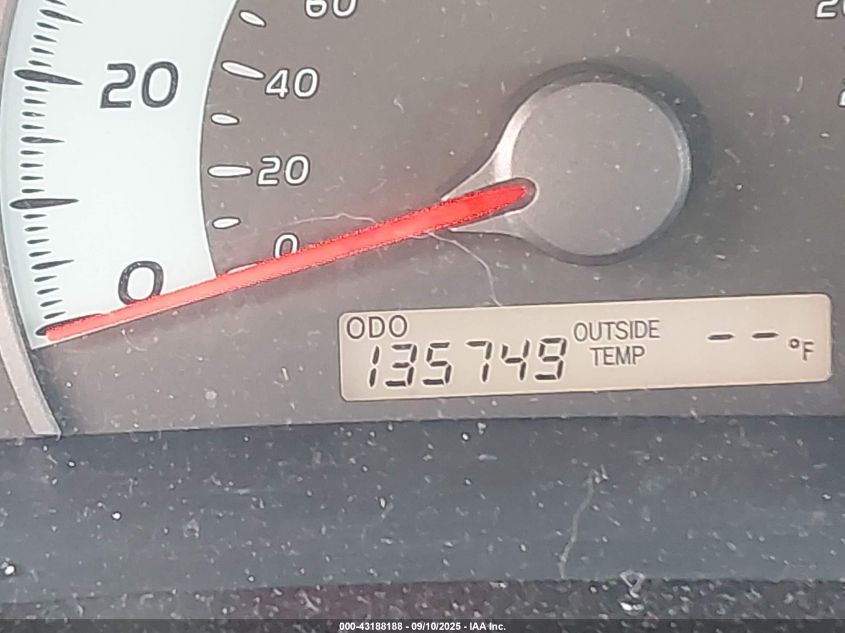 60
20
40
20
0
0
ODO
135749
OUTSIDE
TEMP
-- °F
000-43188188 - 09/10/2025 - IAA Inc.